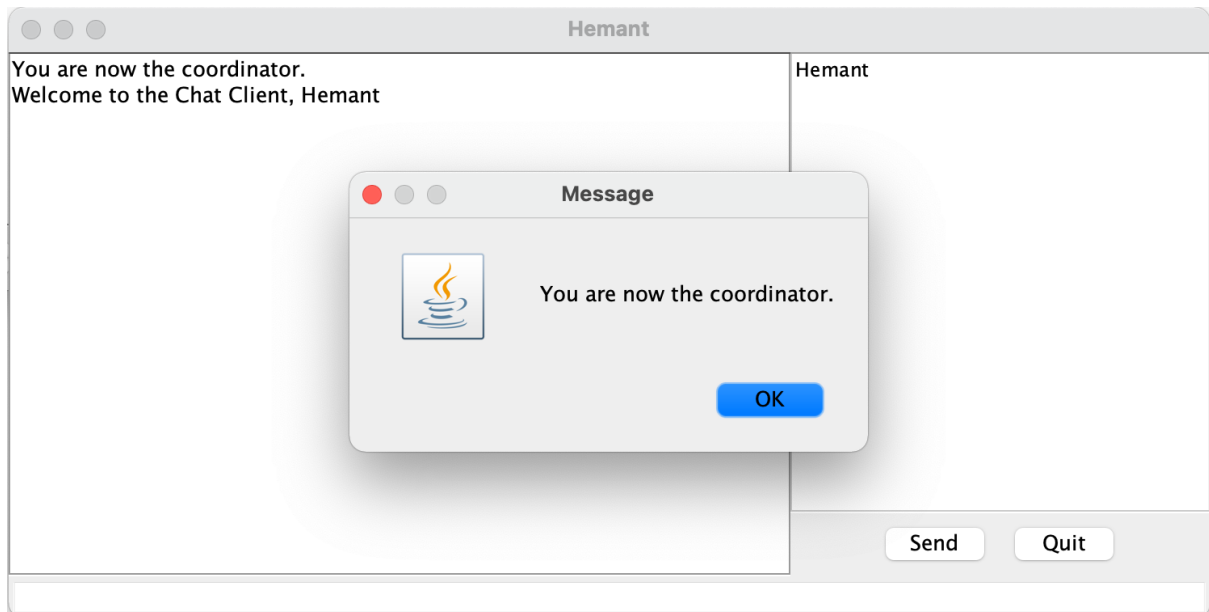 Hemant
You are now the coordinator.
Welcome to the Chat Client, Hemant
Hemant
Message
You are now the coordinator.
OK
Send
Quit